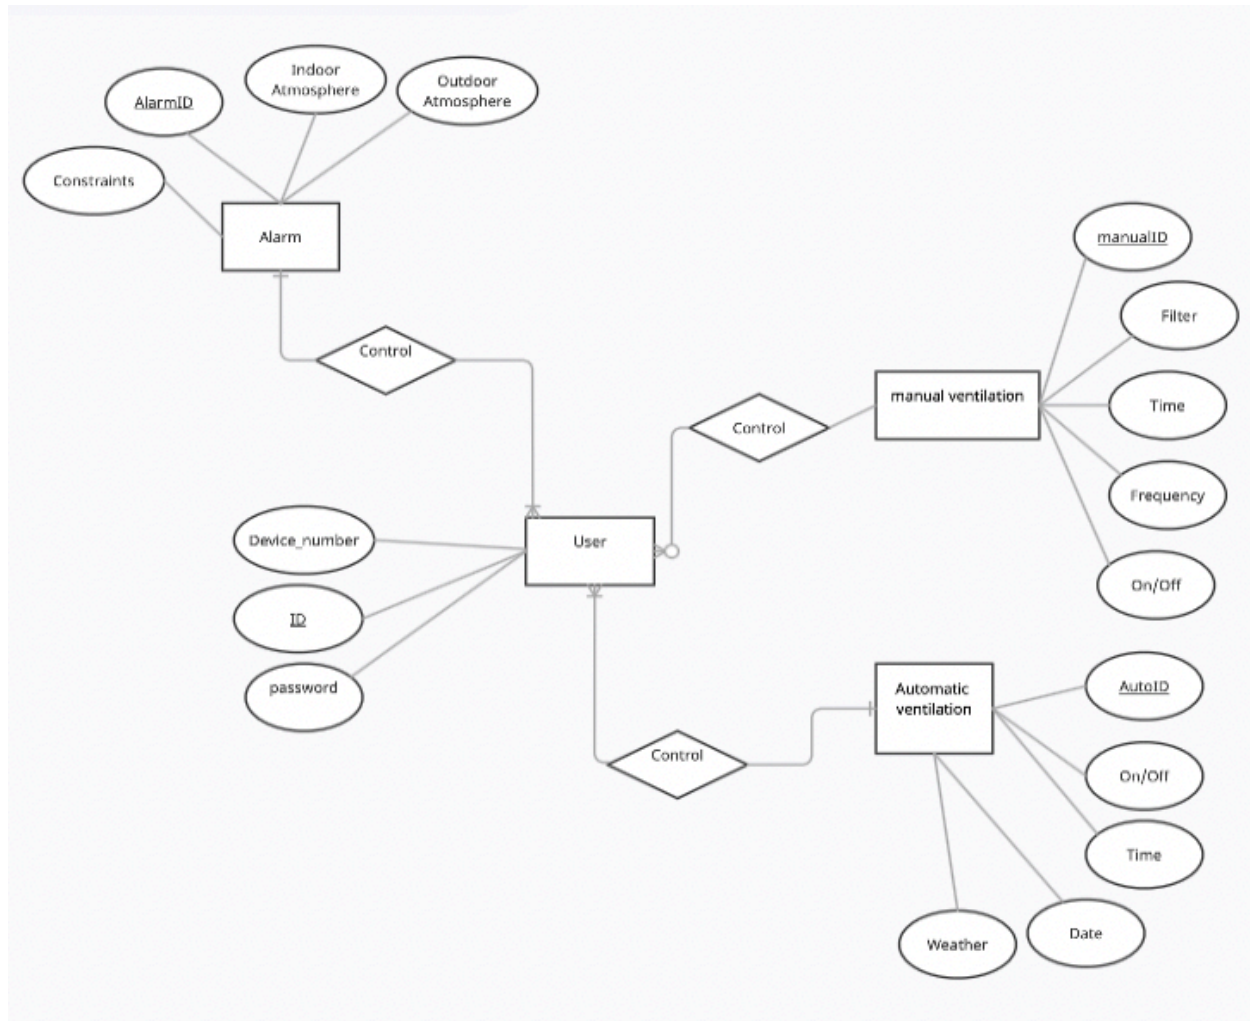 Indoor
Atmosphere
Outdoor
Atmosphere
AlarmID
Constraints
Alarm
manualID
Filter
Control
manual ventilation
Time
Control
Frequency
Device_number
User
On/Off
ID
password
Automatic
ventilation
AutoID
Control
On/Off
Time
Weather
Date